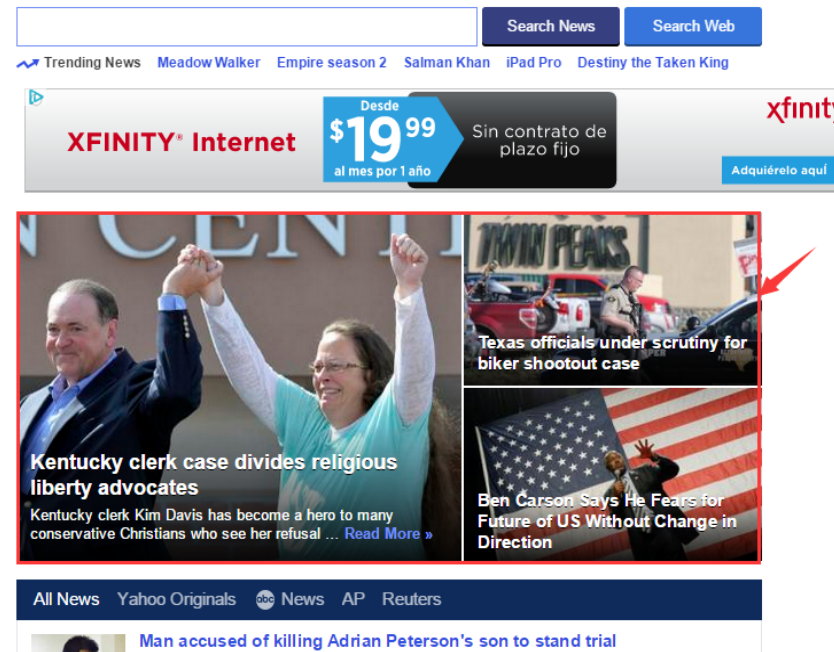 Search News
Search Web
Trending News Meadow Walker Empire season 2 Salman Khan iPad Pro Destiny the Taken King
XFINITY® Internet
Desde
$19.99
al mes por 1 año
Sin contrato de
plazo fijo
xfinity
Adquiérelo aquí
N CENT
TWIN PEAKS
Kentucky clerk case divides religious
liberty advocates
Kentucky clerk Kim Davis has become a hero to many
conservative Christians who see her refusal ... Read More »
Texas officials under scrutiny for
biker shootout case
Ben Carson Says He Fears for
Future of US Without Change in
Direction
All News Yahoo Originals abc News AP Reuters
Man accused of killing Adrian Peterson's son to stand trial